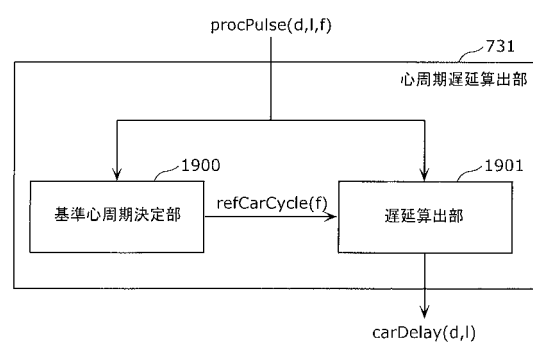 procPulse(d,l,f)
731
心周期遅延算出部
1900
1901
基準心周期決定部
refCarCycle(f)
遅延算出部
carDelay(d,l)